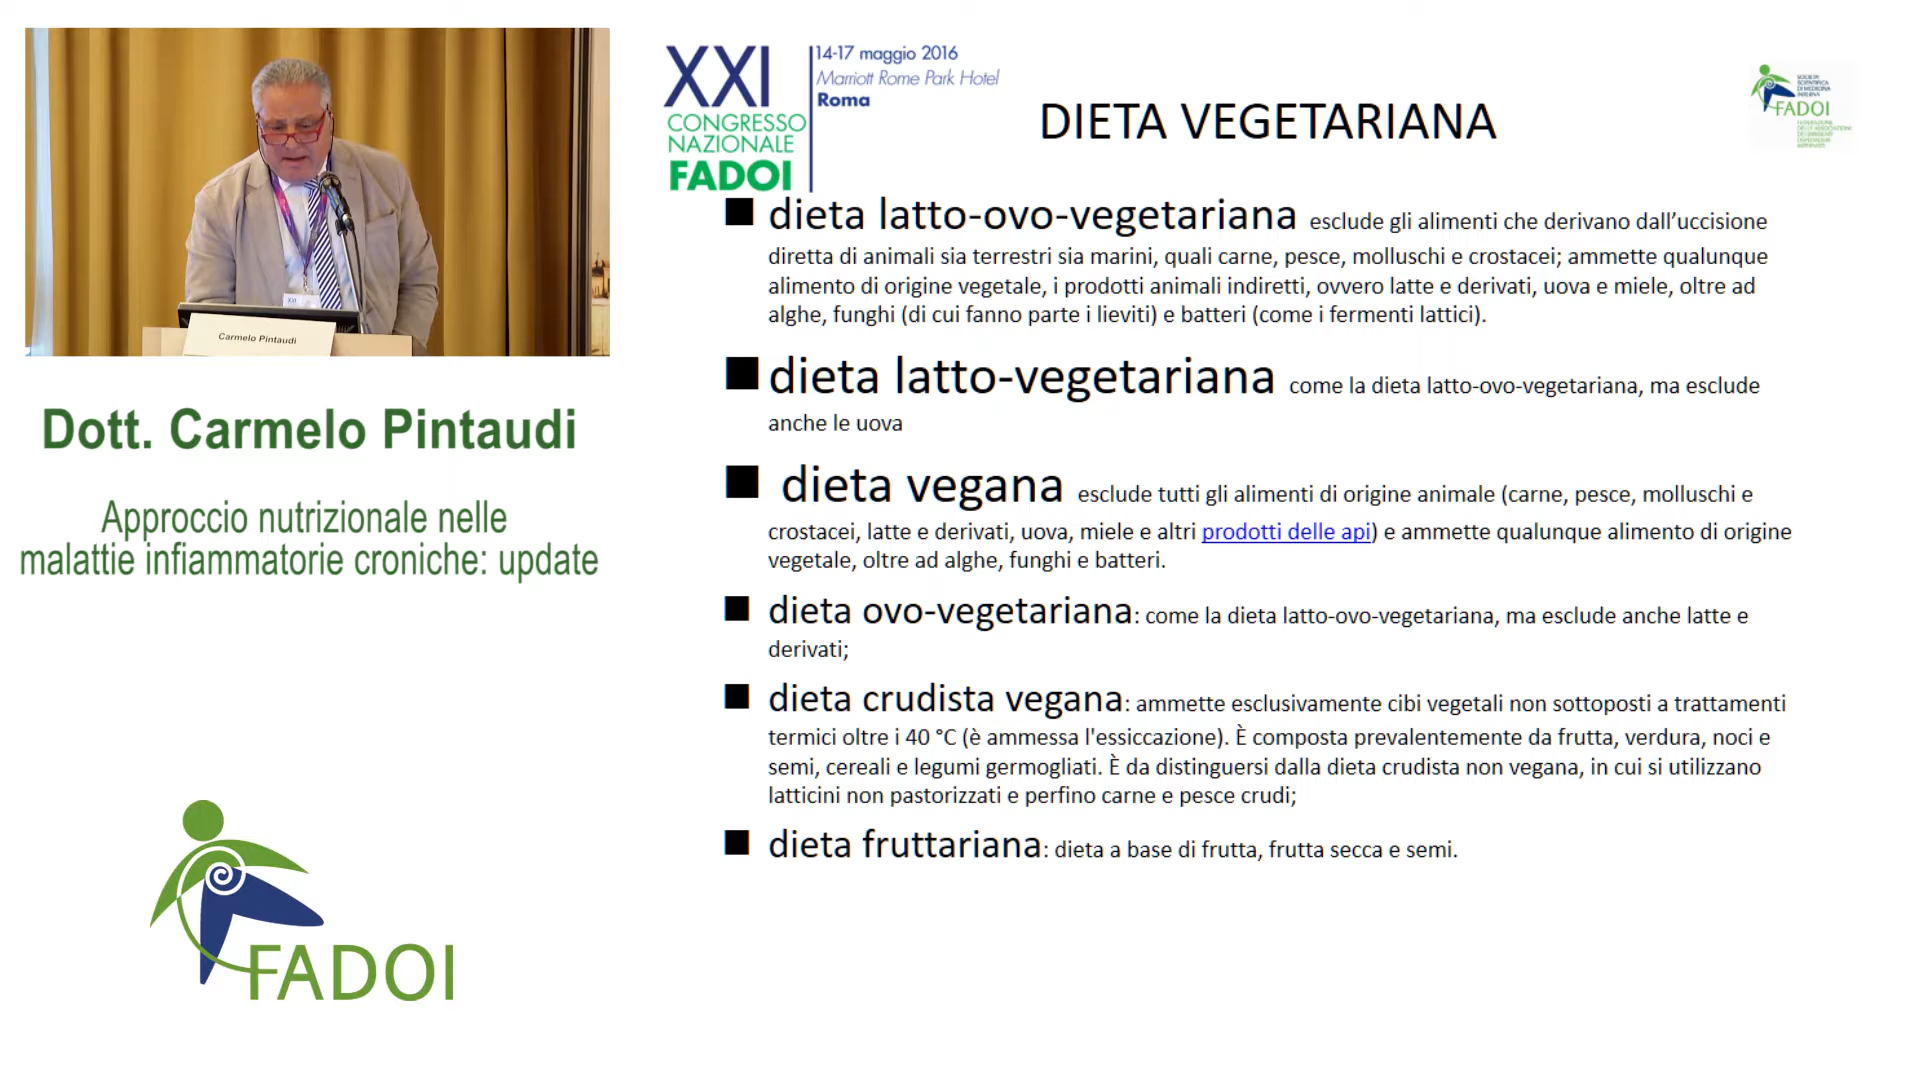 XXI
CONGRESSO
NAZIONALE
FADOI
14-17 maggio 2016
Marriott Rome Park Hotel
Roma
DIETA VEGETARIANA
FADOI
XXI
Carmelo Pintaudi
Dott. Carmelo Pintaudi
Approccio nutrizionale nelle
malattie infiammatorie croniche: update
FADOI
■ dieta latto-ovo-vegetariana esclude gli alimenti che derivano dall’uccisione
diretta di animali sia terrestri sia marini, quali carne, pesce, molluschi e crostacei; ammette qualunque
alimento di origine vegetale, i prodotti animali indiretti, ovvero latte e derivati, uova e miele, oltre ad
alghe, funghi (di cui fanno parte i lieviti) e batteri (come i fermenti lattici).
■ dieta latto-vegetariana come la dieta latto-ovo-vegetariana, ma esclude
anche le uova
■ dieta vegana esclude tutti gli alimenti di origine animale (carne, pesce, molluschi e
crostacei, latte e derivati, uova, miele e altri prodotti delle api) e ammette qualunque alimento di origine
vegetale, oltre ad alghe, funghi e batteri.
■ dieta ovo-vegetariana: come la dieta latto-ovo-vegetariana, ma esclude anche latte e
derivati;
■ dieta crudista vegana: ammette esclusivamente cibi vegetali non sottoposti a trattamenti
termici oltre i 40 °C (è ammessa l'essiccazione). È composta prevalentemente da frutta, verdura, noci e
semi, cereali e legumi germogliati. È da distinguersi dalla dieta crudista non vegana, in cui si utilizzano
latticini non pastorizzati e perfino carne e pesce crudi;
■ dieta fruttariana: dieta a base di frutta, frutta secca e semi.